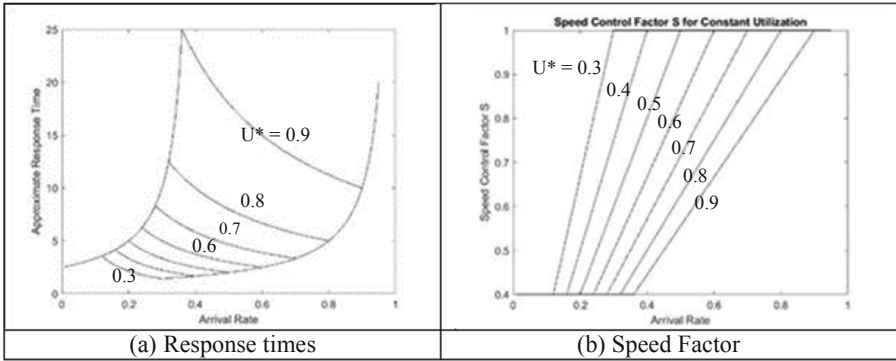 25
20
15
10
5
0
Approximate Response Time
U* = 0.9
0.8
0.7
0.6
0.3
0 0.2 0.4 0.6 0.8 1
Arrival Rate
(a) Response times
Speed Control Factor S for Constant Utilization
1
0.9
0.8
0.7
0.6
0.5
0.4
Speed Control Factor S
U* = 0.3
0.4
0.5
0.6
0.7
0.8
0.9
0 0.2 0.4 0.6 0.8 1
Arrival Rate
(b) Speed Factor